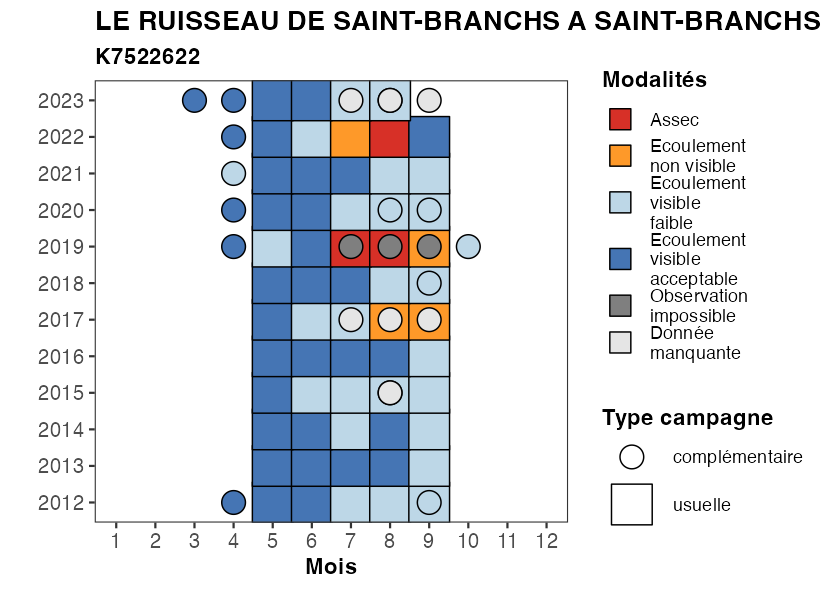 LE RUISSEAU DE SAINT-BRANCHS A SAINT-BRANCHS
K7522622
2023
2022
2021
2020
2019
2018
2017
2016
2015
2014
2013
2012
1 2 3 4 5 6 7 8 9 10 11 12
Mois
Modalités
Assec
Ecoulement
non visible
Ecoulement
visible
faible
Ecoulement
visible
acceptable
Observation
impossible
Donnée
manquante
Type campagne
complémentaire
usuelle